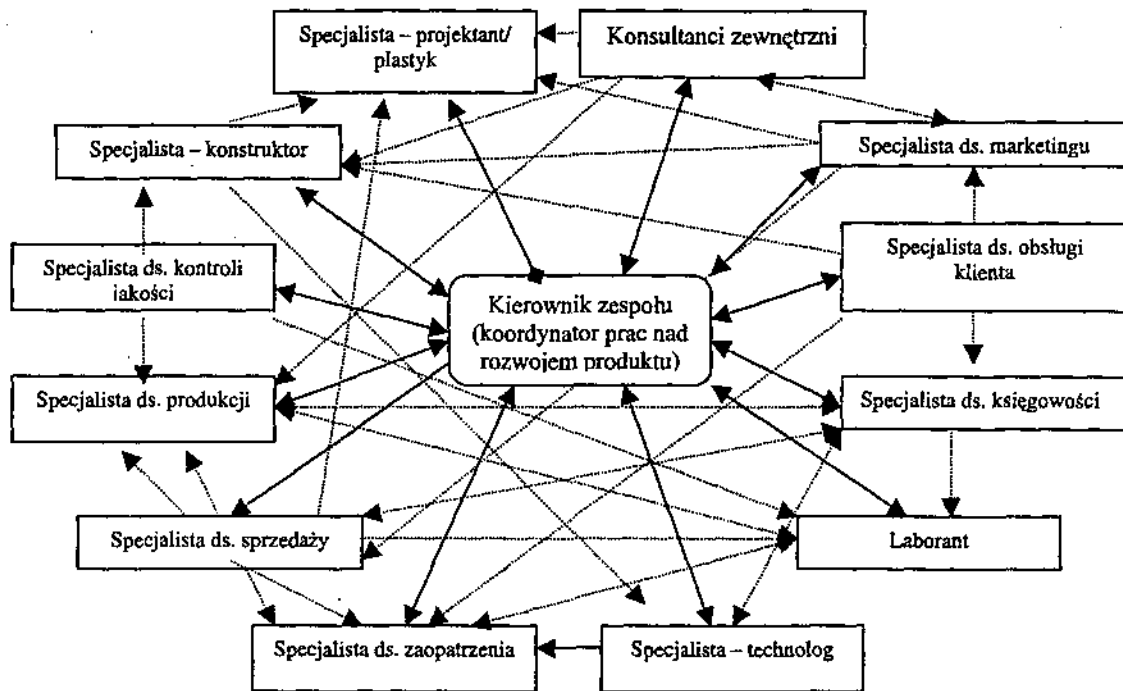 Specjalista – projektant/
plastyk
Konsultanci zewnętrzni
Specjalista – konstruktor
Specjalista ds. marketingu
Specjalista ds. kontroli
jakości
Specjalista ds. obsługi
klienta
Kierownik zespołu
(koordynator prac nad
rozwojem produktu)
Specjalista ds. produkcji
Specjalista ds. księgowości
Specjalista ds. sprzedaży
Laborant
Specjalista ds. zaopatrzenia
Specjalista – technolog